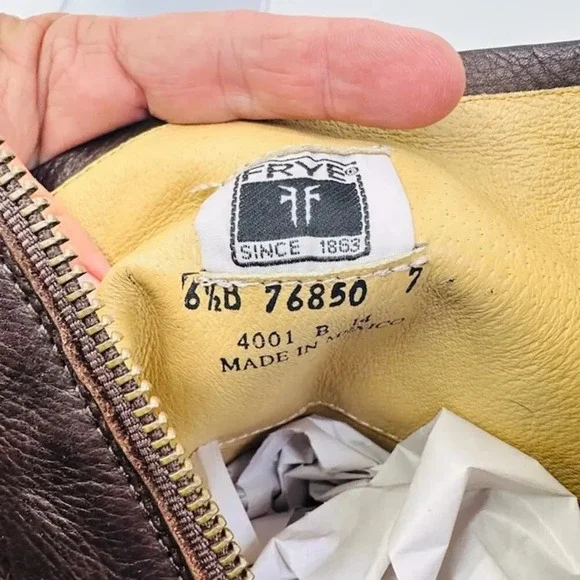 FRYE®
SINCE 1863
6½B 76850 7
4001 B 14
MADE IN MEXICO